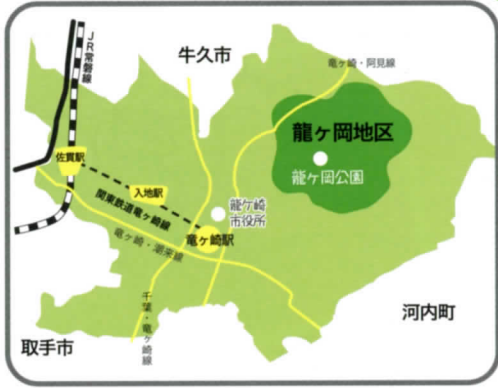 JR常磐線
牛久市
竜ヶ崎・阿見線
龍ヶ岡地区
龍ヶ岡公園
佐貫駅
入地駅
関東鉄道竜ヶ崎線
龍ヶ崎
市役所
竜ヶ崎駅
竜ヶ崎・潮来線
千葉・竜ヶ崎線
河内町
取手市